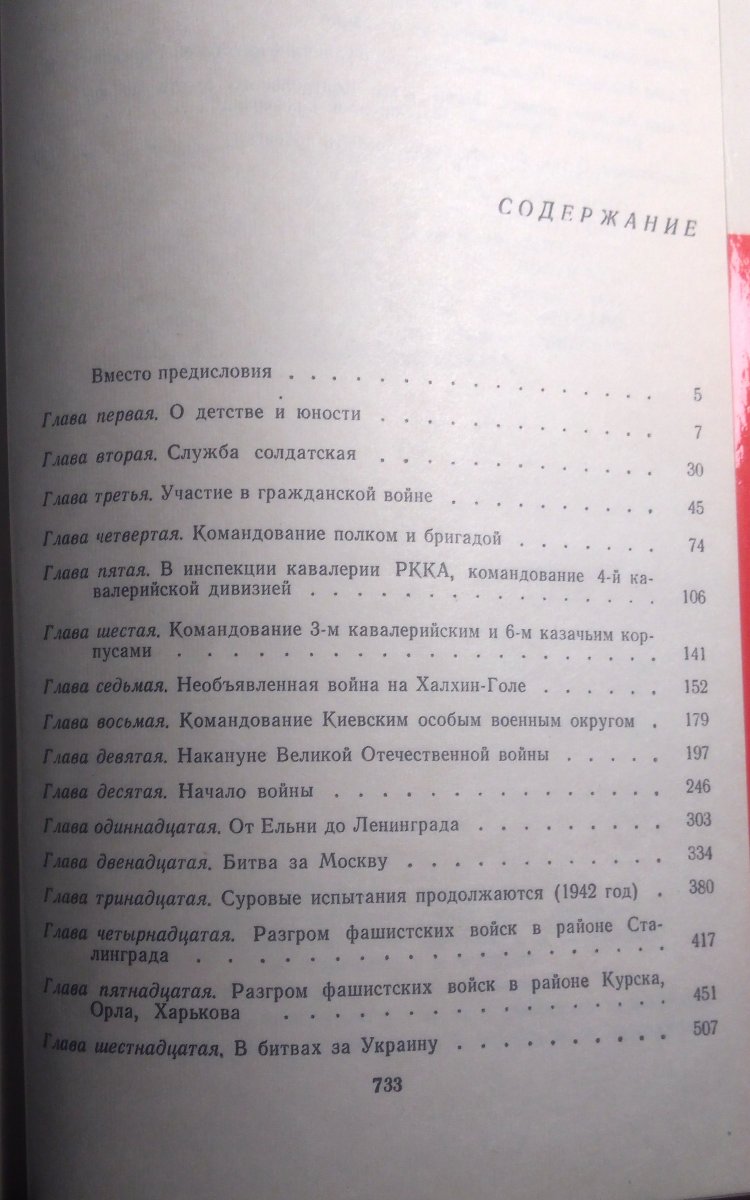 СОДЕРЖАНИЕ
Вместо предисловия . . . . . . . . . . . . . . . . . 5
Глава первая. О детстве и юности . . . . . . . . . . . . . 7
Глава вторая. Служба солдатская . . . . . . . . . . . . . 30
Глава третья. Участие в гражданской войне . . . . . . . . . . 45
Глава четвертая. Командование полком и бригадой . . . . . . . 74
Глава пятая. В инспекции кавалерии РККА, командование 4-й ка-
валерийской дивизией . . . . . . . . . . . . . . . . 106
Глава шестая. Командование 3-м кавалерийским и 6-м казачьим кор-
пусами . . . . . . . . . . . . . . . . . . . . . . 141
Глава седьмая. Необъявленная война на Халхин-Голе . . . . . . 152
Глава восьмая. Командование Киевским особым военным округом . 179
Глава девятая. Накануне Великой Отечественной войны . . . . . 197
Глава десятая. Начало войны . . . . . . . . . . . . . . . 246
Глава одиннадцатая. От Ельни до Ленинграда . . . . . . . . . 303
Глава двенадцатая. Битва за Москву . . . . . . . . . . . . 334
Глава тринадцатая. Суровые испытания продолжаются (1942 год) . 380
Глава четырнадцатая. Разгром фашистских войск в районе Ста-
линграда . . . . . . . . . . . . . . . . . . . . . 417
Глава пятнадцатая. Разгром фашистских войск в районе Курска,
Орла, Харькова . . . . . . . . . . . . . . . . . . 451
Глава шестнадцатая. В битвах за Украину . . . . . . . . . . 507
733